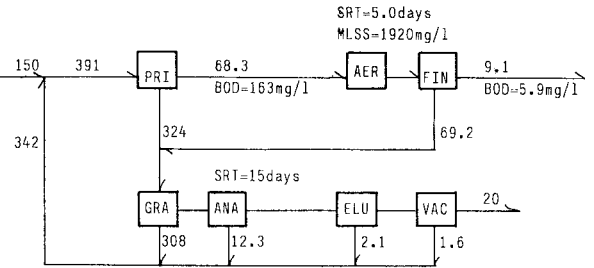 SRT=5.0days
MLSS=1920mg/l
150
391
PRI
68.3
BOD=163mg/l
AER
FIN
9.1
BOD=5.9mg/l
342
324
69.2
SRT=15days
GRA
ANA
ELU
VAC
20
308
12.3
2.1
1.6